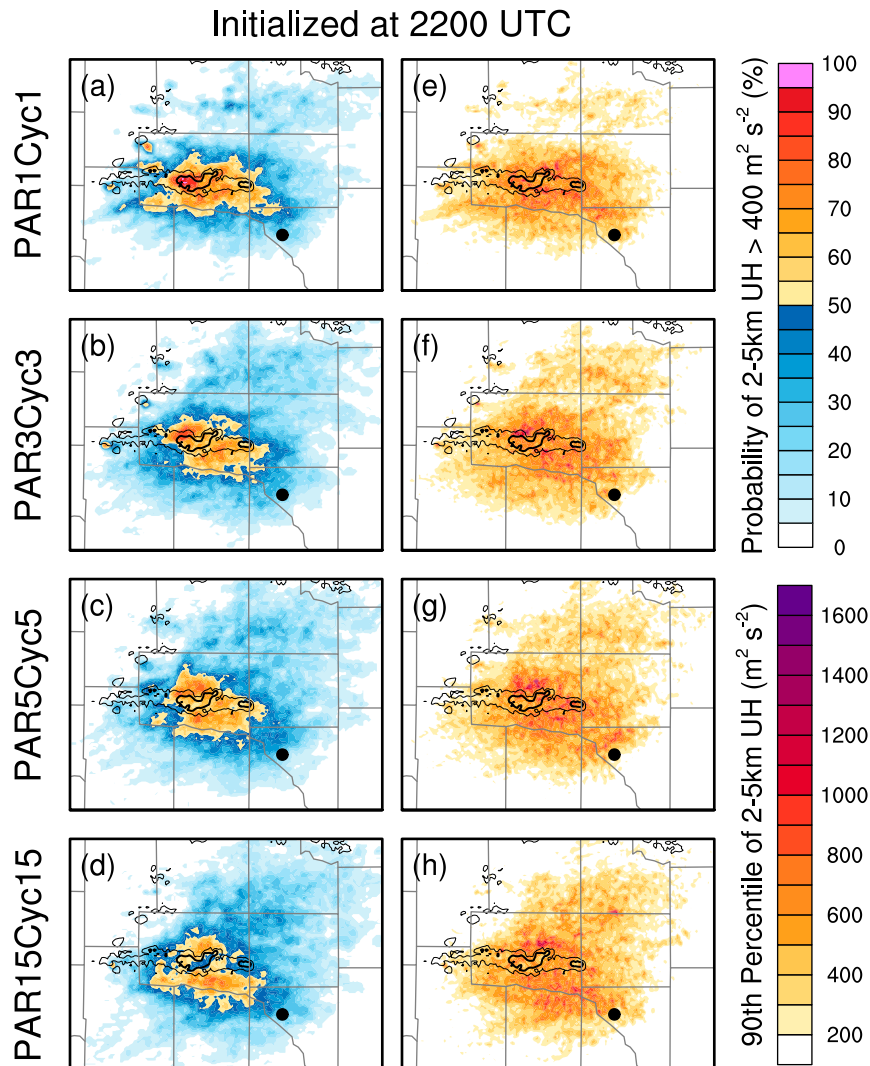 Initialized at 2200 UTC
PAR1Cyc1
(a)
(e)
PAR3Cyc3
(b)
(f)
PAR5Cyc5
(c)
(g)
PAR15Cyc15
(d)
(h)
Probability of 2-5km UH > 400 m² s⁻² (%)
100
90
80
70
60
50
40
30
20
10
0
90th Percentile of 2-5km UH (m² s⁻²)
1600
1400
1200
1000
800
600
400
200